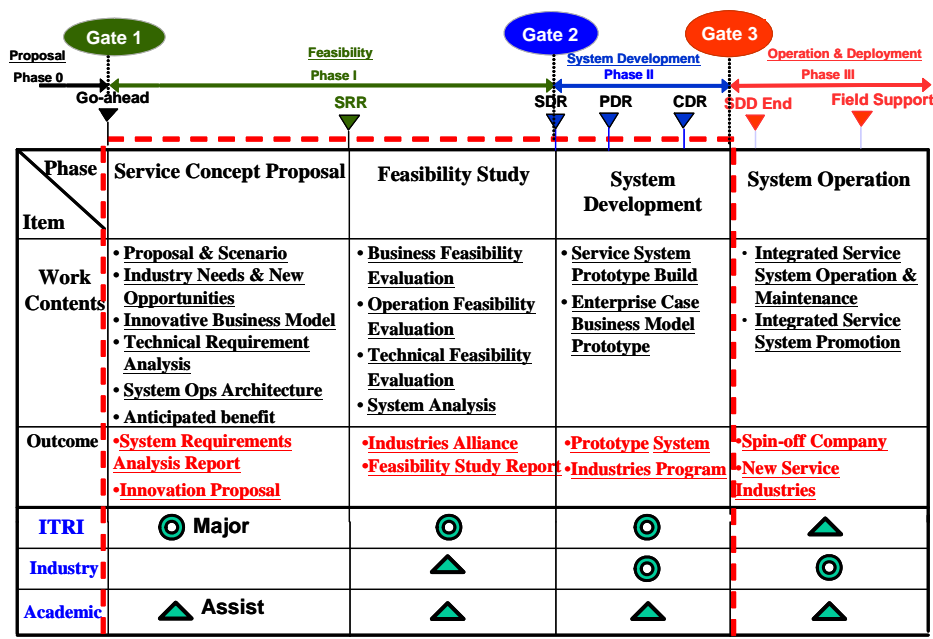 Gate 1
Gate 2
Gate 3
Proposal
Feasibility
System Development
Operation & Deployment
Phase 0
Phase I
Phase II
Phase III
Go-ahead
SRR
SDR
PDR
CDR
SDD End
Field Support
Phase
Item
Service Concept Proposal
Feasibility Study
System
Development
System Operation
Work
Contents
• Proposal & Scenario
• Industry Needs & New
Opportunities
• Innovative Business Model
• Technical Requirement
Analysis
• System Ops Architecture
• Anticipated benefit
• Business Feasibility
Evaluation
• Operation Feasibility
Evaluation
• Technical Feasibility
Evaluation
• System Analysis
• Service System
Prototype Build
• Enterprise Case
Business Model
Prototype
· Integrated Service
System Operation &
Maintenance
· Integrated Service
System Promotion
Outcome
•System Requirements
Analysis Report
•Innovation Proposal
•Industries Alliance
•Feasibility Study Report
•Prototype System
•Industries Program
•Spin-off Company
•New Service
Industries
ITRI
Major
Industry
Academic
Assist